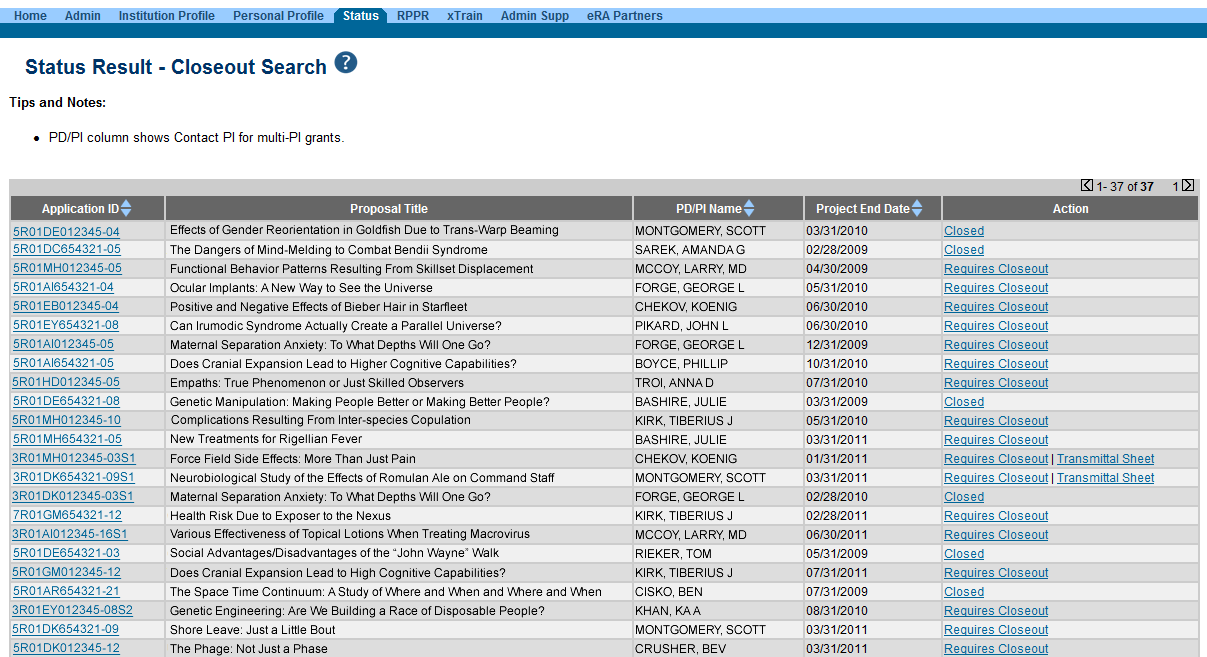 Home Admin Institution Profile Personal Profile Status RPPR xTrain Admin Supp eRA Partners
Status Result - Closeout Search ?
Tips and Notes:
• PD/PI column shows Contact PI for multi-PI grants.
1- 37 of 37 1
Application ID Proposal Title PD/PI Name Project End Date Action
5R01DE012345-04 Effects of Gender Reorientation in Goldfish Due to Trans-Warp Beaming MONTGOMERY, SCOTT 03/31/2010 Closed
5R01DC654321-05 The Dangers of Mind-Melding to Combat Bendii Syndrome SAREK, AMANDA G 02/28/2009 Closed
5R01MH012345-05 Functional Behavior Patterns Resulting From Skillset Displacement MCCOY, LARRY, MD 04/30/2009 Requires Closeout
5R01AI654321-04 Ocular Implants: A New Way to See the Universe FORGE, GEORGE L 05/31/2010 Requires Closeout
5R01EB012345-04 Positive and Negative Effects of Bieber Hair in Starfleet CHEKOV, KOENIG 06/30/2010 Requires Closeout
5R01EY654321-08 Can Irumodic Syndrome Actually Create a Parallel Universe? PIKARD, JOHN L 06/30/2010 Requires Closeout
5R01AI012345-05 Maternal Separation Anxiety: To What Depths Will One Go? FORGE, GEORGE L 12/31/2009 Requires Closeout
5R01AI654321-05 Does Cranial Expansion Lead to Higher Cognitive Capabilities? BOYCE, PHILLIP 10/31/2010 Requires Closeout
5R01HD012345-05 Empaths: True Phenomenon or Just Skilled Observers TROI, ANNA D 07/31/2010 Requires Closeout
5R01DE654321-08 Genetic Manipulation: Making People Better or Making Better People? BASHIRE, JULIE 03/31/2009 Closed
5R01MH012345-10 Complications Resulting From Inter-species Copulation KIRK, TIBERIUS J 05/31/2010 Requires Closeout
5R01MH654321-05 New Treatments for Rigellian Fever BASHIRE, JULIE 03/31/2011 Requires Closeout
3R01MH012345-03S1 Force Field Side Effects: More Than Just Pain CHEKOV, KOENIG 01/31/2011 Requires Closeout | Transmittal Sheet
3R01DK654321-09S1 Neurobiological Study of the Effects of Romulan Ale on Command Staff MONTGOMERY, SCOTT 03/31/2011 Requires Closeout | Transmittal Sheet
3R01DK012345-03S1 Maternal Separation Anxiety: To What Depths Will One Go? FORGE, GEORGE L 02/28/2010 Closed
7R01GM654321-12 Health Risk Due to Exposer to the Nexus KIRK, TIBERIUS J 02/28/2011 Requires Closeout
3R01AI012345-16S1 Various Effectiveness of Topical Lotions When Treating Macrovirus MCCOY, LARRY, MD 06/30/2011 Requires Closeout
5R01DE654321-03 Social Advantages/Disadvantages of the “John Wayne” Walk RIEKER, TOM 05/31/2009 Closed
5R01GM012345-12 Does Cranial Expansion Lead to High Cognitive Capabilities? KIRK, TIBERIUS J 07/31/2011 Requires Closeout
5R01AR654321-21 The Space Time Continuum: A Study of Where and When and Where and When CISKO, BEN 07/31/2009 Closed
3R01EY012345-08S2 Genetic Engineering: Are We Building a Race of Disposable People? KHAN, KA A 08/31/2010 Requires Closeout
5R01DK654321-09 Shore Leave: Just a Little Bout MONTGOMERY, SCOTT 03/31/2011 Requires Closeout
5R01DK012345-12 The Phage: Not Just a Phase CRUSHER, BEV 03/31/2011 Requires Closeout